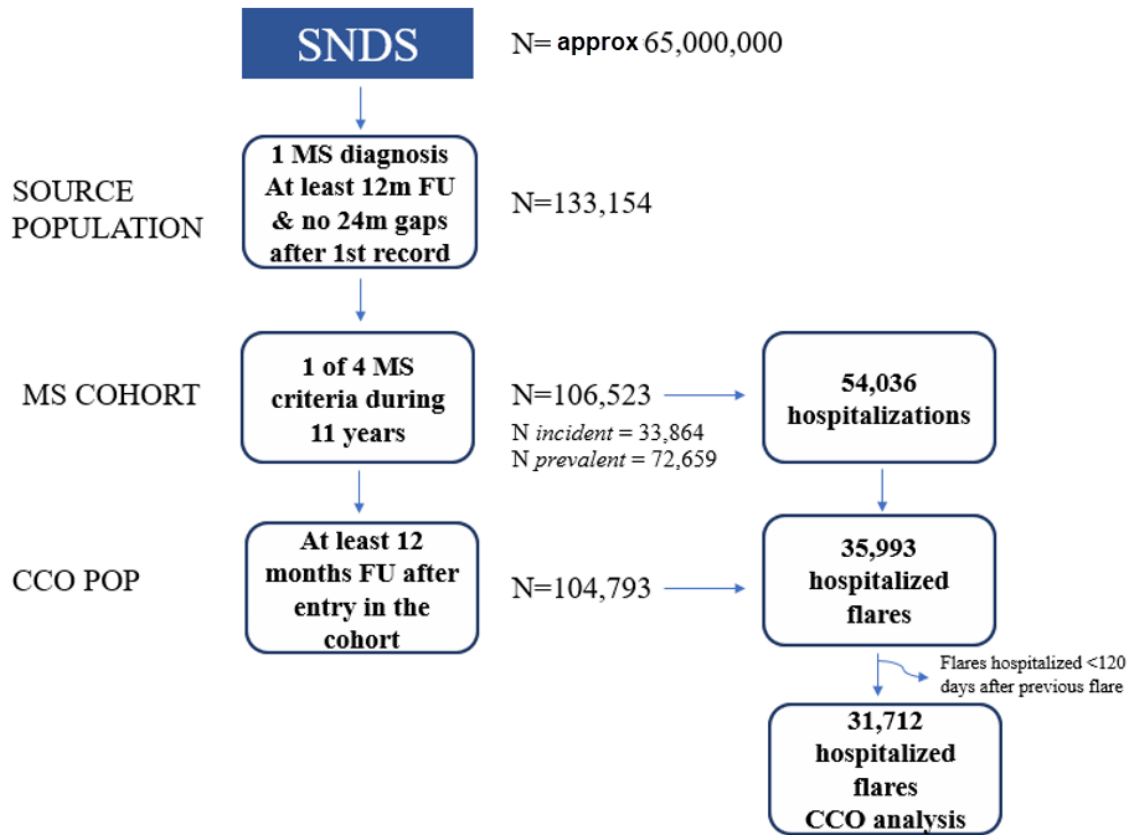 SNDS
N= approx 65,000,000
SOURCE
POPULATION
1 MS diagnosis
At least 12m FU
& no 24m gaps
after 1st record
N=133,154
MS COHORT
1 of 4 MS
criteria during
11 years
N=106,523
N incident = 33,864
N prevalent = 72,659
54,036
hospitalizations
CCO POP
At least 12
months FU after
entry in the
cohort
N=104,793
35,993
hospitalized
flares
Flares hospitalized <120
days after previous flare
31,712
hospitalized
flares
CCO analysis